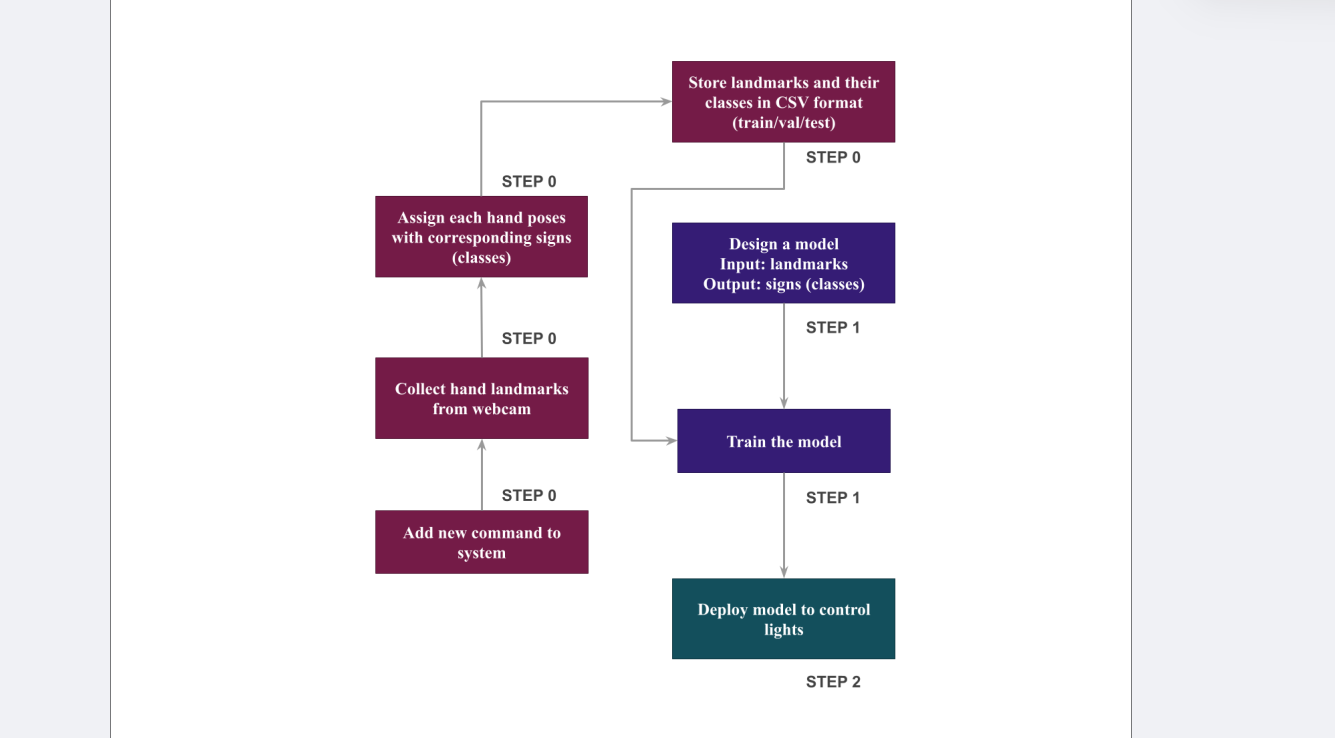 Store landmarks and their
classes in CSV format
(train/val/test)
STEP 0
STEP 0
Assign each hand poses
with corresponding signs
(classes)
Design a model
Input: landmarks
Output: signs (classes)
STEP 1
STEP 0
Collect hand landmarks
from webcam
Train the model
STEP 0
STEP 1
Add new command to
system
Deploy model to control
lights
STEP 2